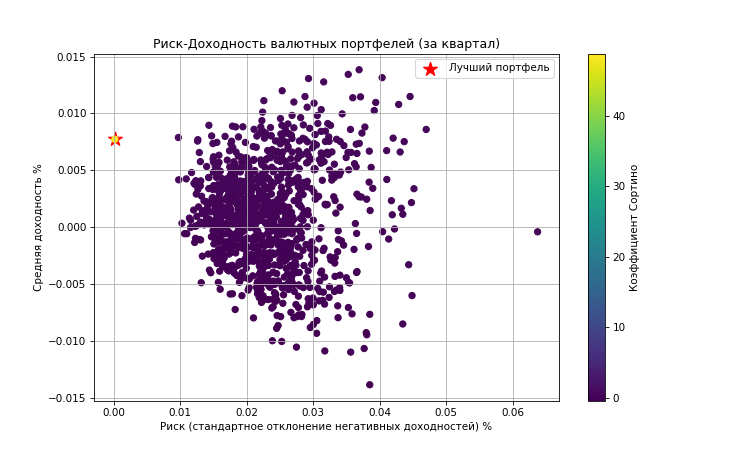 Риск-Доходность валютных портфелей (за квартал)
Лучший портфель
Средняя доходность %
0.015
0.010
0.005
0.000
−0.005
−0.010
−0.015
0.00 0.01 0.02 0.03 0.04 0.05 0.06
Риск (стандартное отклонение негативных доходностей) %
40
30
20
10
0
Коэффициент Сортино